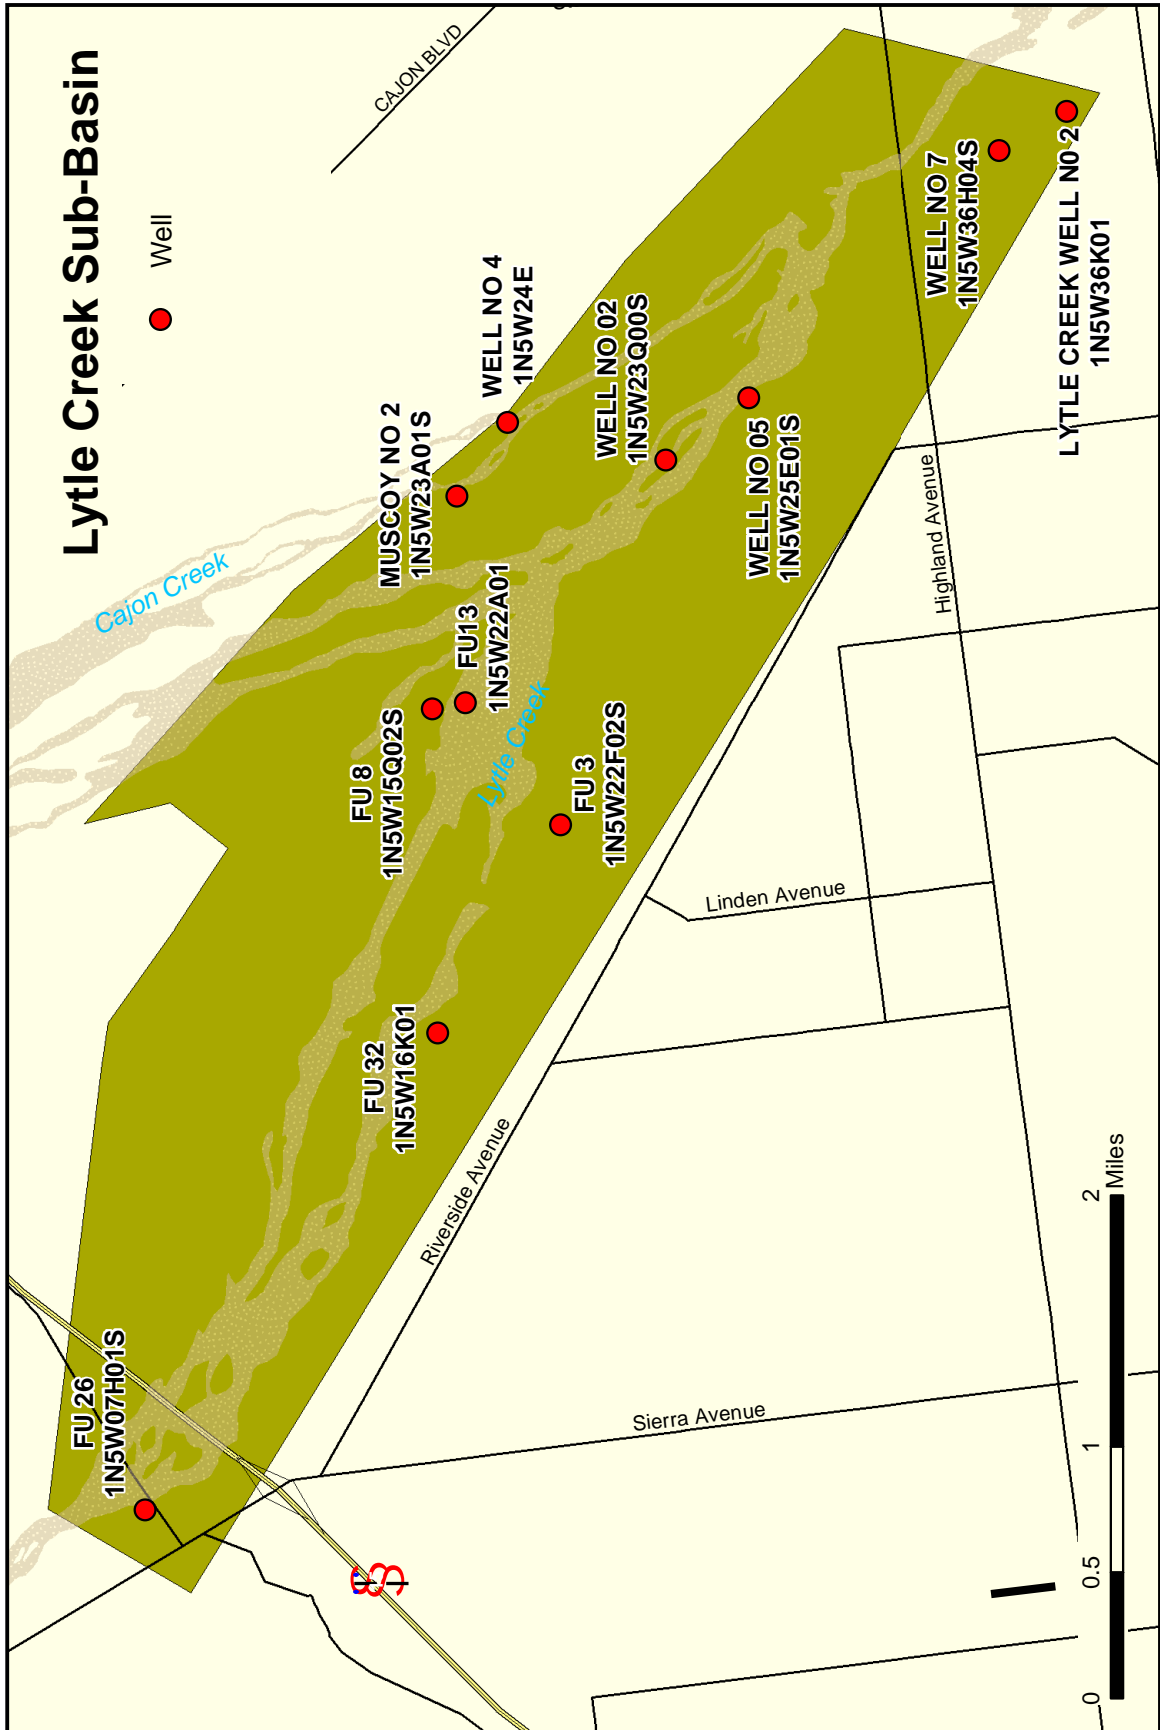 Lytle Creek Sub-Basin
Well
CAJON BLVD
Cajon Creek
WELL NO 4
1N5W24E
MUSCOY NO 2
1N5W23A01S
WELL NO 02
1N5W23Q00S
WELL NO 05
1N5W25E01S
WELL NO 7
1N5W36H04S
LYTLE CREEK WELL N0 2
1N5W36K01
FU13
1N5W22A01
FU 8
1N5W15Q02S
Lytle Creek
FU 3
1N5W22F02S
FU 32
1N5W16K01
FU 26
1N5W07H01S
Highland Avenue
Linden Avenue
Riverside Avenue
Sierra Avenue
0 0.5 1 2
Miles